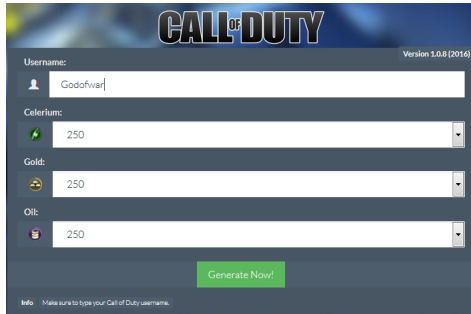 CALL OF DUTY
Version 1.0.8 (2016)
Username:
Godofwar
Celerium:
250
Gold:
250
Oil:
250
Generate Now!
Info Make sure to type your Call of Duty username.